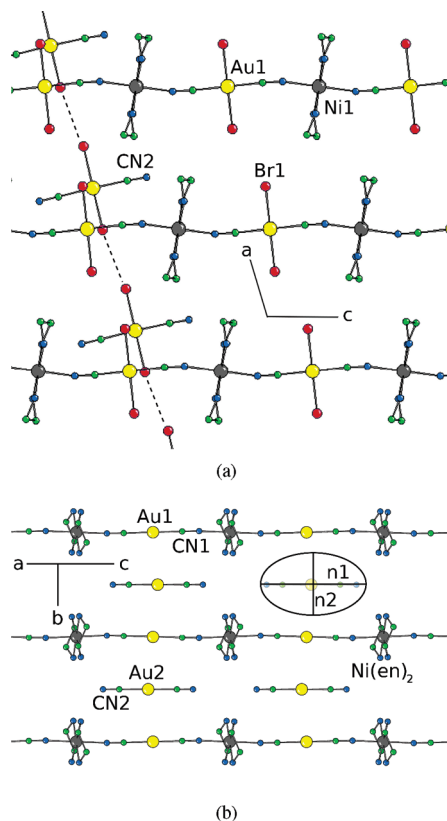 Au1
Ni1
CN2
Br1
a
c
(a)
Au1
CN1
a c
n1
b
n2
Au2
Ni(en)₂
CN2
(b)